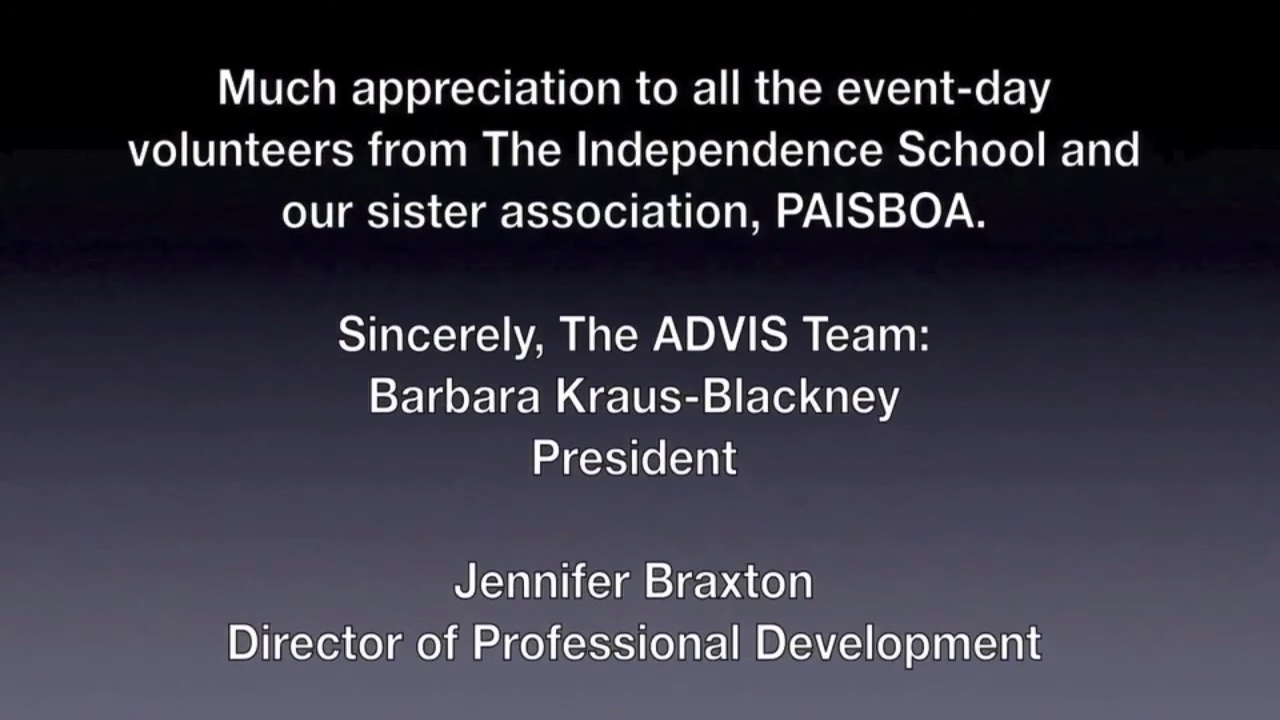 Much appreciation to all the event-day
volunteers from The Independence School and
our sister association, PAISBOA.
Sincerely, The ADVIS Team:
Barbara Kraus-Blackney
President
Jennifer Braxton
Director of Professional Development